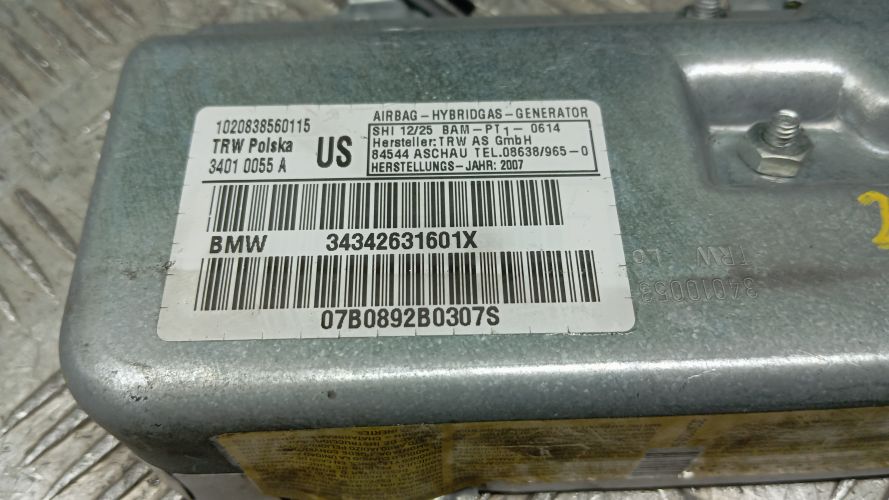 1020838560115
TRW Polska
3401 0055 A
US
AIRBAG-HYBRIDGAS-GENERATOR
SHI 12/25 BAM-PT1-0614
Hersteller:TRW AS GmbH
84544 ASCHAU TEL.08638/965-0
HERSTELLUNGS-JAHR: 2007
BMW 34342631601X
07B0892B0307S
TRW
34010053